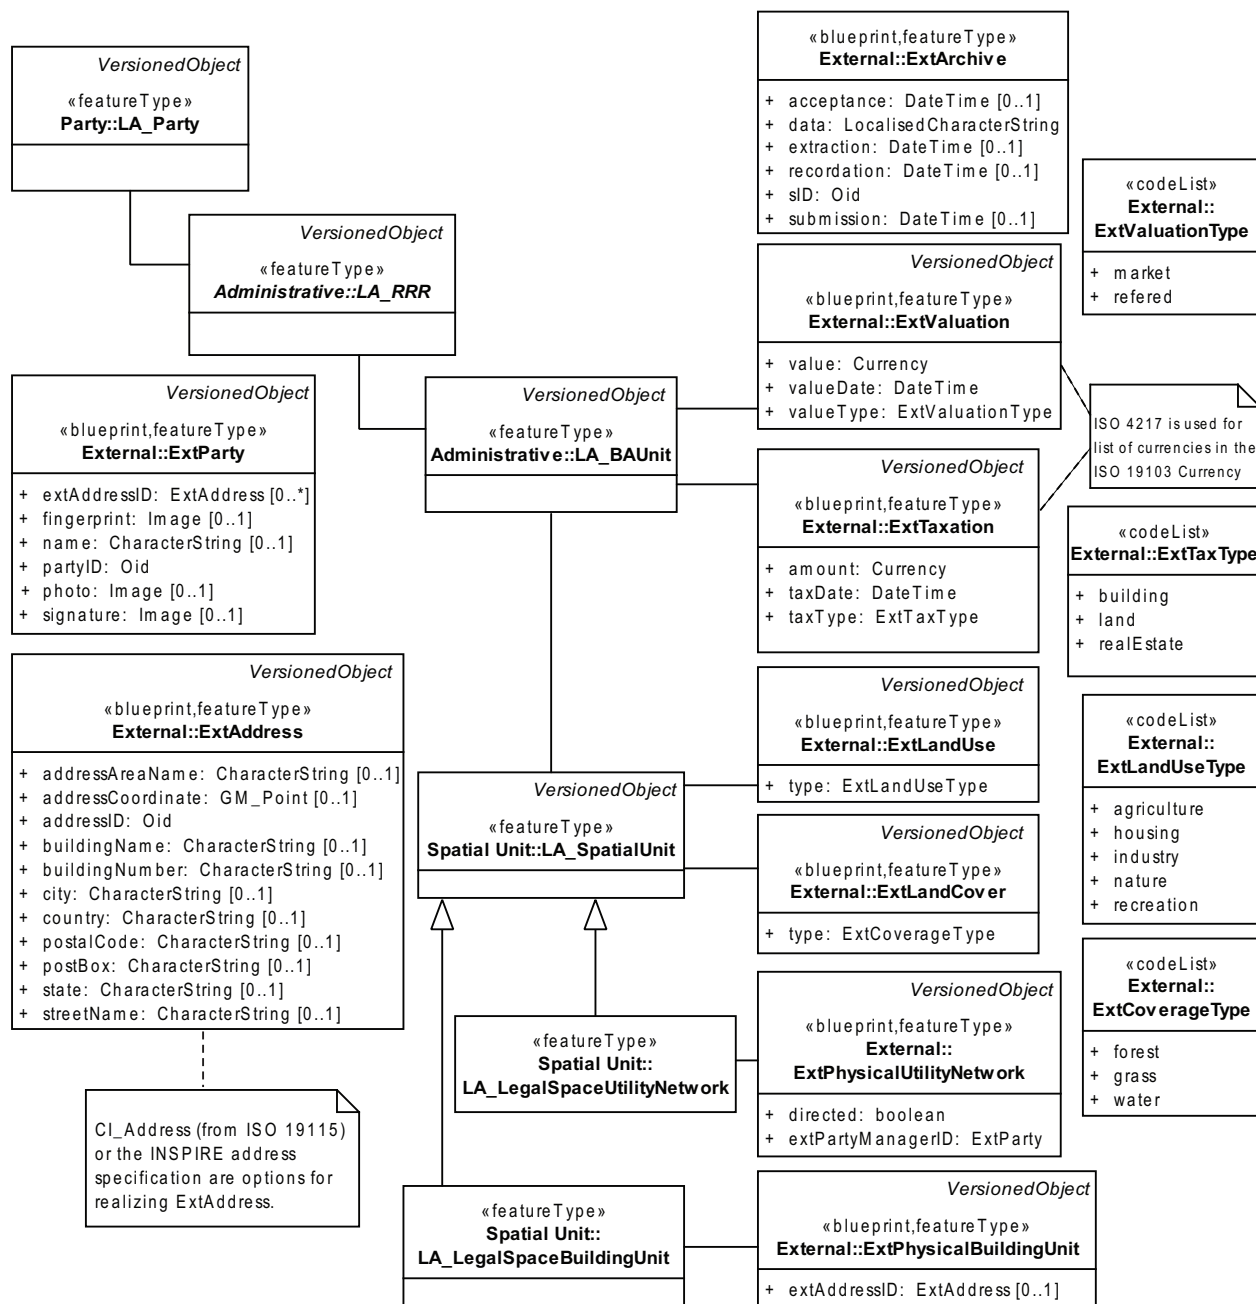 VersionedObject
«featureType»
Party::LA_Party
VersionedObject
«featureType»
Administrative::LA_RRR
VersionedObject
«blueprint,featureType»
External::ExtParty
+ extAddressID: ExtAddress [0..*]
+ fingerprint: Image [0..1]
+ name: CharacterString [0..1]
+ partyID: Oid
+ photo: Image [0..1]
+ signature: Image [0..1]
VersionedObject
«featureType»
Administrative::LA_BAUnit
VersionedObject
«blueprint,featureType»
External::ExtAddress
+ addressAreaName: CharacterString [0..1]
+ addressCoordinate: GM_Point [0..1]
+ addressID: Oid
+ buildingName: CharacterString [0..1]
+ buildingNumber: CharacterString [0..1]
+ city: CharacterString [0..1]
+ country: CharacterString [0..1]
+ postalCode: CharacterString [0..1]
+ postBox: CharacterString [0..1]
+ state: CharacterString [0..1]
+ streetName: CharacterString [0..1]
CI_Address (from ISO 19115)
or the INSPIRE address
specification are options for
realizing ExtAddress.
VersionedObject
«featureType»
Spatial Unit::LA_SpatialUnit
«featureType»
Spatial Unit::
LA_LegalSpaceUtilityNetwork
«featureType»
Spatial Unit::
LA_LegalSpaceBuildingUnit
«blueprint,featureType»
External::ExtArchive
+ acceptance: DateTime [0..1]
+ data: LocalisedCharacterString
+ extraction: DateTime [0..1]
+ recordation: DateTime [0..1]
+ sID: Oid
+ submission: DateTime [0..1]
VersionedObject
«blueprint,featureType»
External::ExtValuation
+ value: Currency
+ valueDate: DateTime
+ valueType: ExtValuationType
VersionedObject
«blueprint,featureType»
External::ExtTaxation
+ amount: Currency
+ taxDate: DateTime
+ taxType: ExtTaxType
VersionedObject
«blueprint,featureType»
External::ExtLandUse
+ type: ExtLandUseType
VersionedObject
«blueprint,featureType»
External::ExtLandCover
+ type: ExtCoverageType
VersionedObject
«blueprint,featureType»
External::
ExtPhysicalUtilityNetwork
+ directed: boolean
+ extPartyManagerID: ExtParty
VersionedObject
«blueprint,featureType»
External::ExtPhysicalBuildingUnit
+ extAddressID: ExtAddress [0..1]
«codeList»
External::
ExtValuationType
+ market
+ refered
ISO 4217 is used for
list of currencies in the
ISO 19103 Currency
«codeList»
External::ExtTaxType
+ building
+ land
+ realEstate
«codeList»
External::
ExtLandUseType
+ agriculture
+ housing
+ industry
+ nature
+ recreation
«codeList»
External::
ExtCoverageType
+ forest
+ grass
+ water